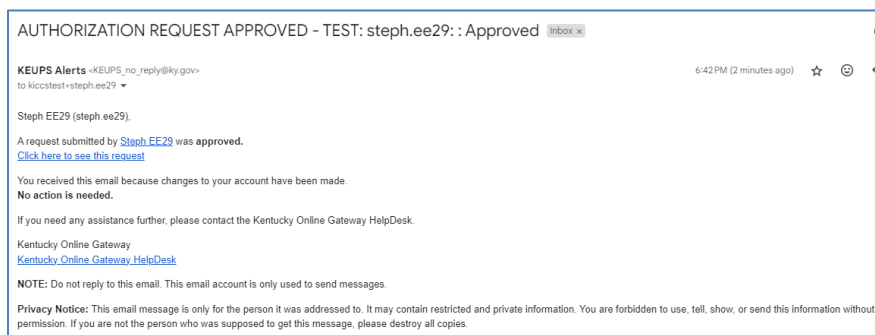 AUTHORIZATION REQUEST APPROVED - TEST: steph.ee29: : Approved Inbox x
KEUPS Alerts <KEUPS_no_reply@ky.gov> 6:42 PM (2 minutes ago)
to kiccstest+steph.ee29
Steph EE29 (steph.ee29),
A request submitted by Steph EE29 was approved.
Click here to see this request
You received this email because changes to your account have been made.
No action is needed.
If you need any assistance further, please contact the Kentucky Online Gateway HelpDesk.
Kentucky Online Gateway
Kentucky Online Gateway HelpDesk
NOTE: Do not reply to this email. This email account is only used to send messages.
Privacy Notice: This email message is only for the person it was addressed to. It may contain restricted and private information. You are forbidden to use, tell, show, or send this information without
permission. If you are not the person who was supposed to get this message, please destroy all copies.